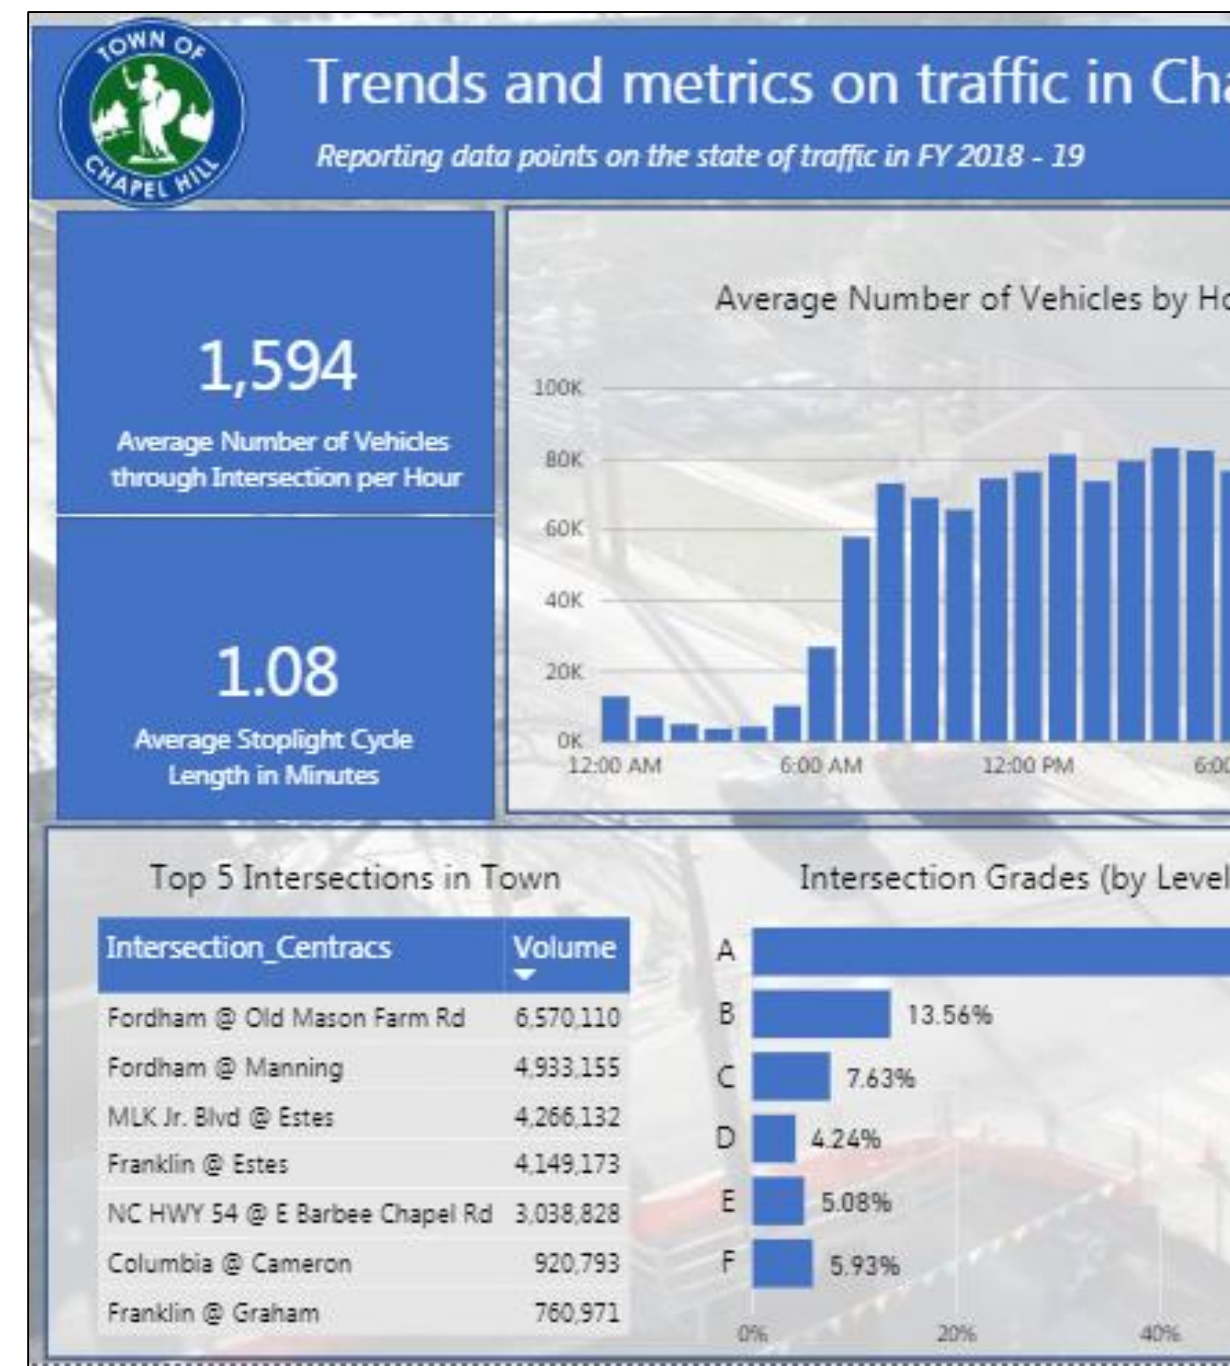 TOWN OF
CHAPEL HILL
Trends and metrics on traffic in Cha
Reporting data points on the state of traffic in FY 2018 - 19
1,594
Average Number of Vehicles
through Intersection per Hour
1.08
Average Stoplight Cycle
Length in Minutes
Average Number of Vehicles by Ho
100K
80K
60K
40K
20K
0K
12:00 AM 6:00 AM 12:00 PM 6:00
Top 5 Intersections in Town
Intersection_Centracs Volume
Fordham @ Old Mason Farm Rd 6,570,110
Fordham @ Manning 4,933,155
MLK Jr. Blvd @ Estes 4,266,132
Franklin @ Estes 4,149,173
NC HWY 54 @ E Barbee Chapel Rd 3,038,828
Columbia @ Cameron 920,793
Franklin @ Graham 760,971
Intersection Grades (by Level
A
B 13.56%
C 7.63%
D 4.24%
E 5.08%
F 5.93%
0% 20% 40%